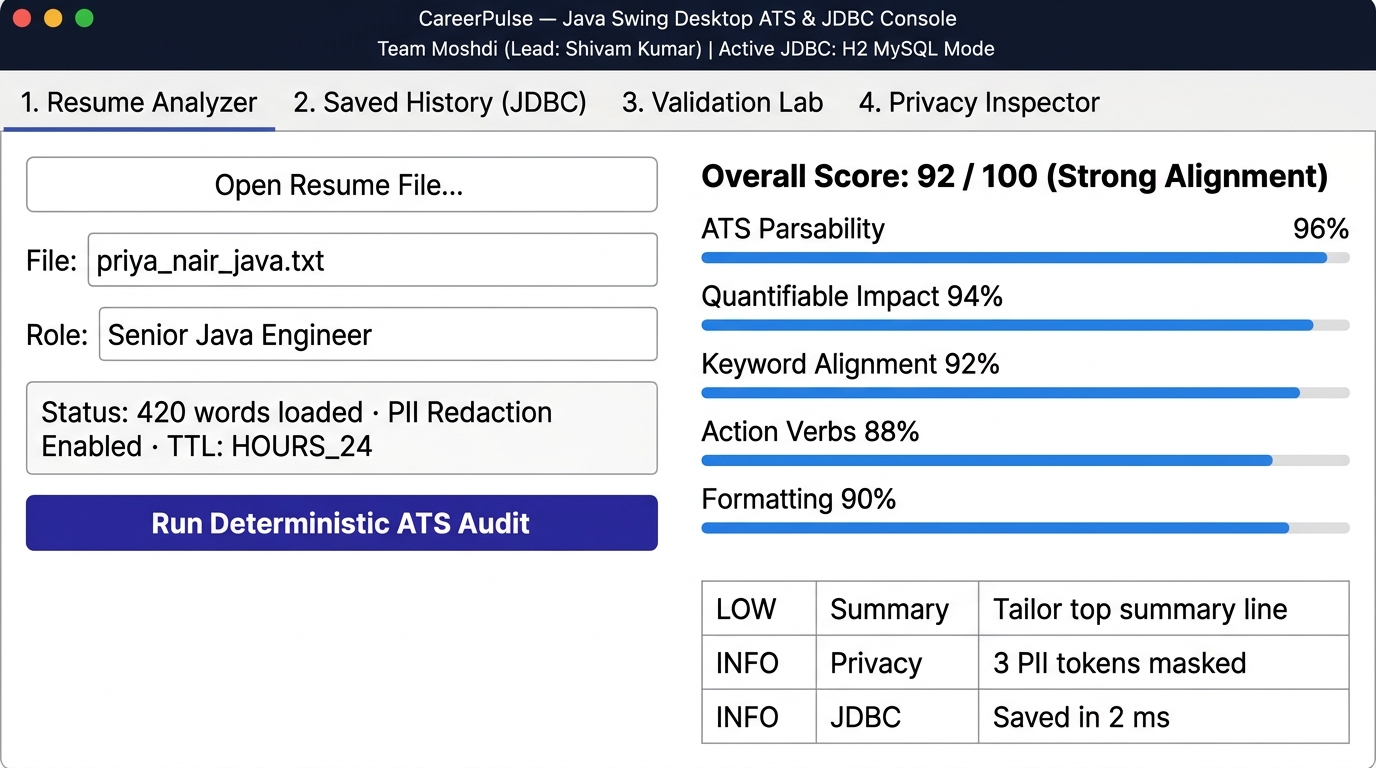 CareerPulse — Java Swing Desktop ATS & JDBC Console
Team Moshdi (Lead: Shivam Kumar) | Active JDBC: H2 MySQL Mode
1. Resume Analyzer 2. Saved History (JDBC) 3. Validation Lab 4. Privacy Inspector
Open Resume File...
File: priya_nair_java.txt
Role: Senior Java Engineer
Status: 420 words loaded · PII Redaction
Enabled · TTL: HOURS_24
Run Deterministic ATS Audit
Overall Score: 92 / 100 (Strong Alignment)
ATS Parsability 96%
Quantifiable Impact 94%
Keyword Alignment 92%
Action Verbs 88%
Formatting 90%
LOW Summary Tailor top summary line
INFO Privacy 3 PII tokens masked
INFO JDBC Saved in 2 ms